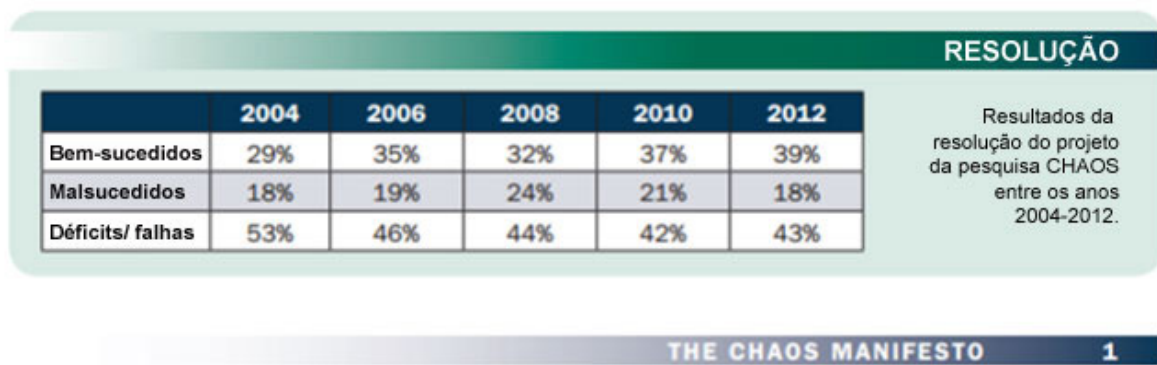 RESOLUÇÃO
2004 2006 2008 2010 2012
Bem-sucedidos 29% 35% 32% 37% 39%
Malsucedidos 18% 19% 24% 21% 18%
Déficits/ falhas 53% 46% 44% 42% 43%
Resultados da
resolução do projeto
da pesquisa CHAOS
entre os anos
2004-2012.
THE CHAOS MANIFESTO 1